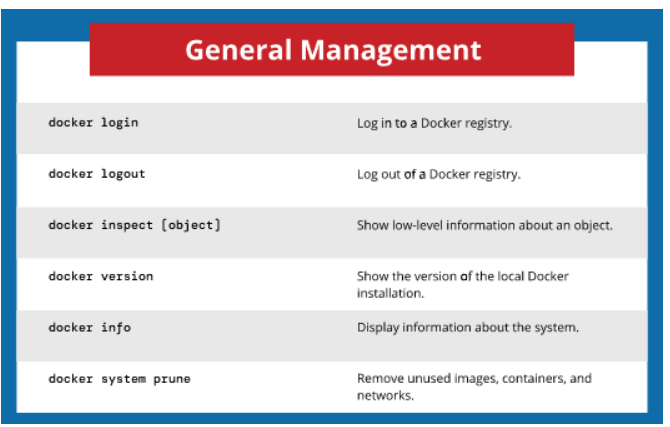 General Management
docker login
Log in to a Docker registry.
docker logout
Log out of a Docker registry.
docker inspect [object]
Show low-level information about an object.
docker version
Show the version of the local Docker
installation.
docker info
Display information about the system.
docker system prune
Remove unused images, containers, and
networks.